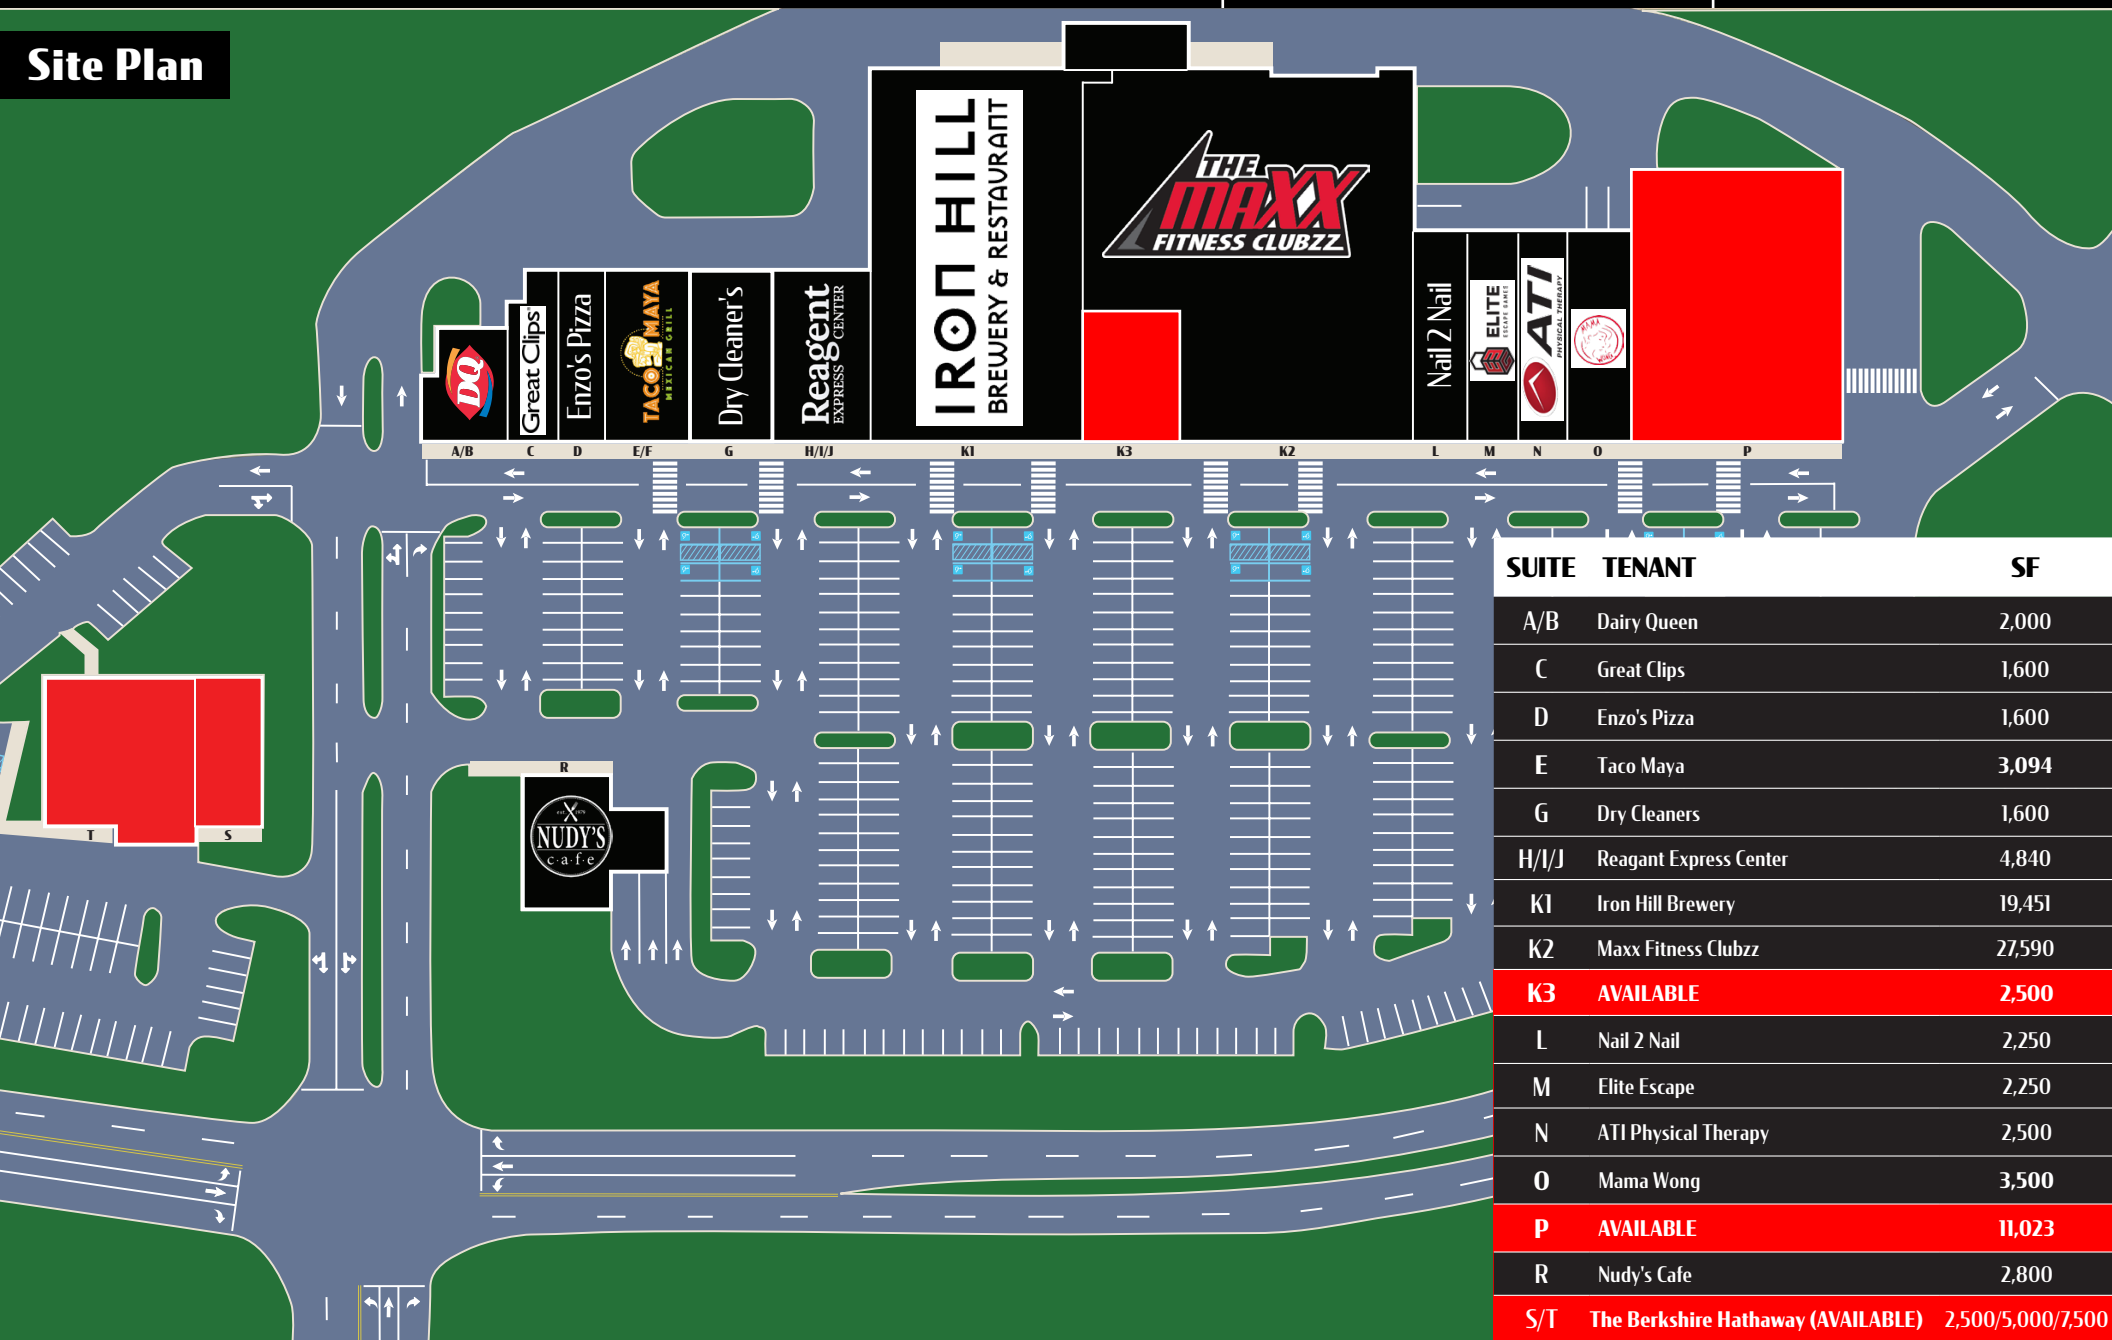 Site Plan
IRON HILL
BREWERY & RESTAURANT
THE
MAXX
FITNESS CLUBZZ
DQ
Great Clips
Enzo's Pizza
TACO MAYA
MEXICAN GRILL
Dry Cleaner's
Reagent
EXPRESS CENTER
Nail 2 Nail
ELITE
ESCAPE GAMES
ATI
PHYSICAL THERAPY
MAMA
WONG
A/B C D E/F G H/I/J K1 K3 K2 L M N O P
R
est 1979
NUDY'S
c·a·f·e
T S
SUITE TENANT SF
A/B Dairy Queen 2,000
C Great Clips 1,600
D Enzo's Pizza 1,600
E Taco Maya 3,094
G Dry Cleaners 1,600
H/I/J Reagant Express Center 4,840
K1 Iron Hill Brewery 19,451
K2 Maxx Fitness Clubzz 27,590
K3 AVAILABLE 2,500
L Nail 2 Nail 2,250
M Elite Escape 2,250
N ATI Physical Therapy 2,500
O Mama Wong 3,500
P AVAILABLE 11,023
R Nudy's Cafe 2,800
S/T The Berkshire Hathaway (AVAILABLE) 2,500/5,000/7,500